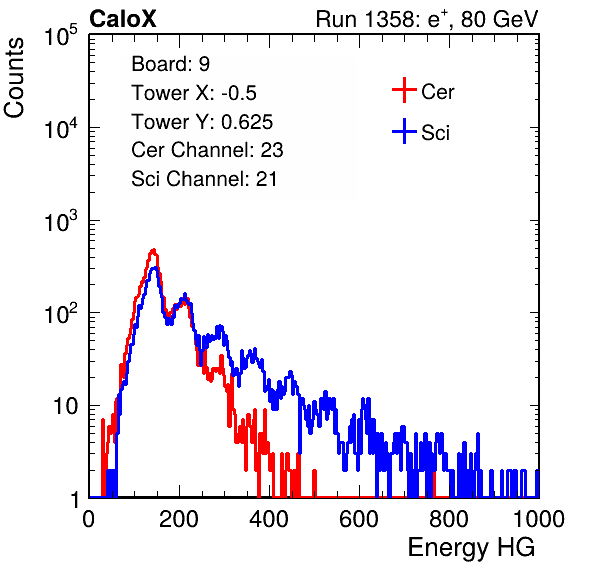 CaloX Run 1358: e⁺, 80 GeV
Counts
Board: 9
Tower X: -0.5
Tower Y: 0.625
Cer Channel: 23
Sci Channel: 21
Cer
Sci
10⁵
10⁴
10³
10²
10
1
0 200 400 600 800 1000
Energy HG